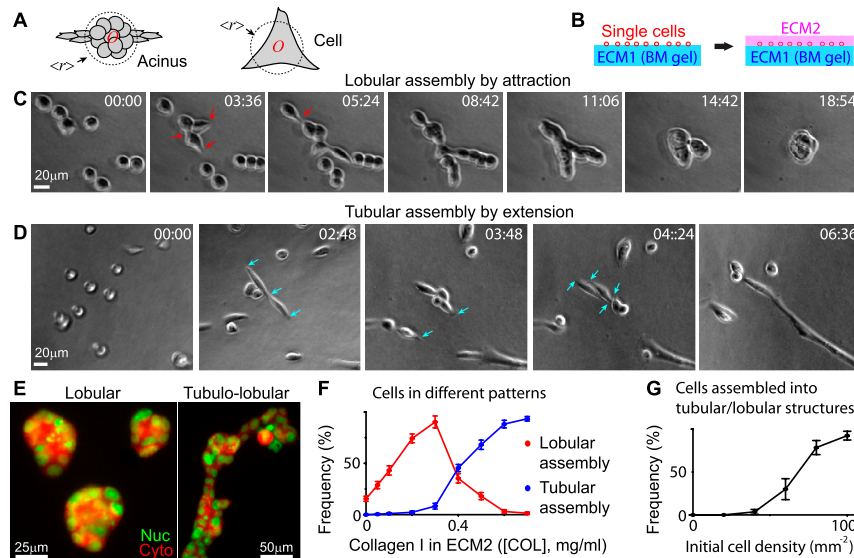 A
<r>
O
Acinus
<r>
O
Cell
B
Single cells
ECM1 (BM gel)
ECM2
ECM1 (BM gel)
Lobular assembly by attraction
C
00:00
03:36
05:24
08:42
11:06
14:42
18:54
20μm
Tubular assembly by extension
D
00:00
02:48
03:48
04::24
06:36
20μm
E
Lobular
Tubulo-lobular
Nuc
Cyto
25μm
50μm
F
Cells in different patterns
Frequency (%)
50
0
0.4
Lobular
assembly
Tubular
assembly
Collagen I in ECM2 ([COL], mg/ml)
G
Cells assembled into
tubular/lobular structures
Frequency (%)
50
0
100
Initial cell density (mm⁻²)